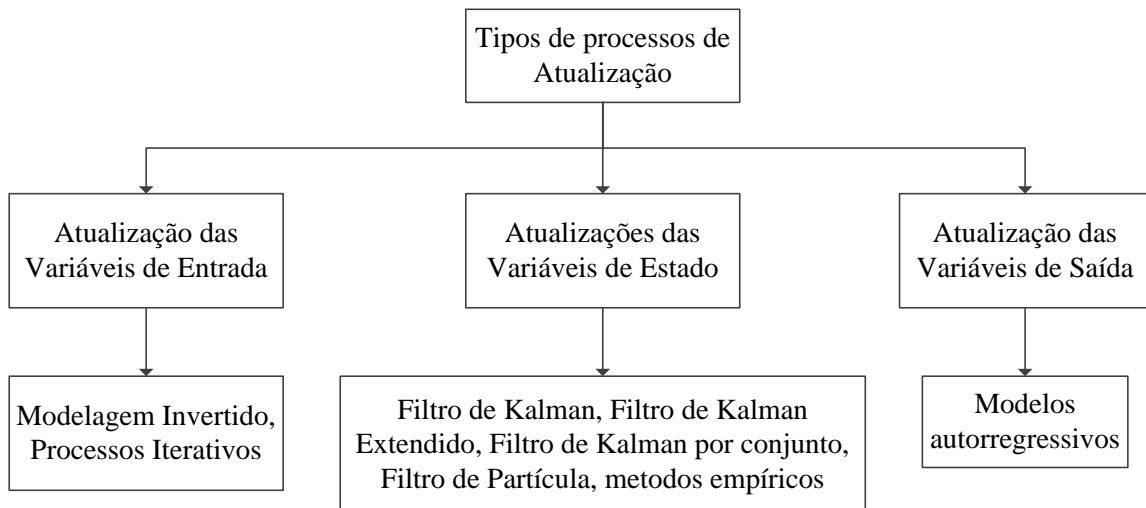 Tipos de processos de
Atualização
Atualização das
Variáveis de Entrada
Atualizações das
Variáveis de Estado
Atualização das
Variáveis de Saída
Modelagem Invertido,
Processos Iterativos
Filtro de Kalman, Filtro de Kalman
Extendido, Filtro de Kalman por conjunto,
Filtro de Partícula, metodos empíricos
Modelos
autorregressivos